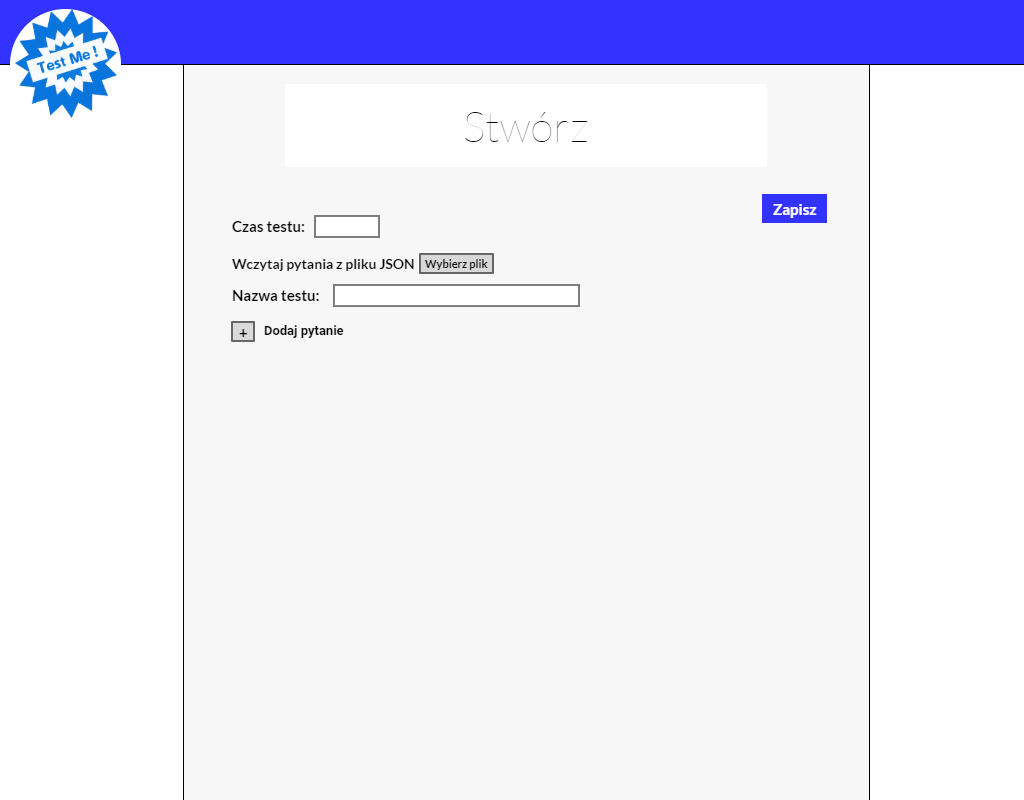 Test Me !
Stwórz
Zapisz
Czas testu:
Wczytaj pytania z pliku JSON Wybierz plik
Nazwa testu:
+ Dodaj pytanie